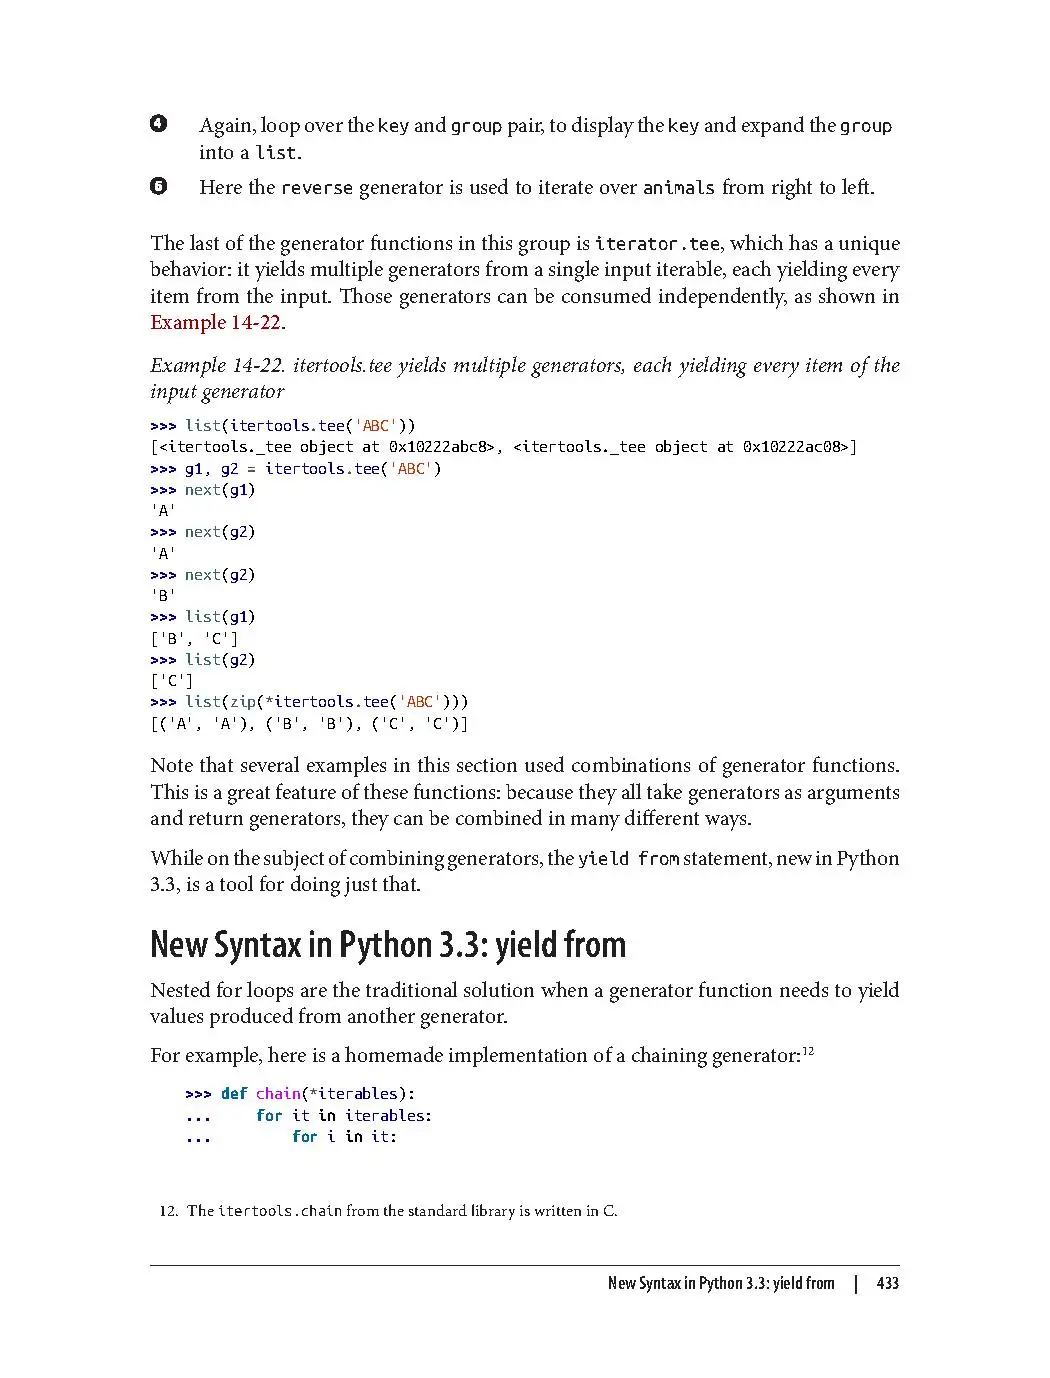 ❹ Again, loop over the key and group pair, to display the key and expand the group
into a list.
❻ Here the reverse generator is used to iterate over animals from right to left.
The last of the generator functions in this group is iterator.tee, which has a unique
behavior: it yields multiple generators from a single input iterable, each yielding every
item from the input. Those generators can be consumed independently, as shown in
Example 14-22.
Example 14-22. itertools.tee yields multiple generators, each yielding every item of the
input generator
>>> list(itertools.tee('ABC'))
[<itertools._tee object at 0x10222abc8>, <itertools._tee object at 0x10222ac08>]
>>> g1, g2 = itertools.tee('ABC')
>>> next(g1)
'A'
>>> next(g2)
'A'
>>> next(g2)
'B'
>>> list(g1)
['B', 'C']
>>> list(g2)
['C']
>>> list(zip(*itertools.tee('ABC')))
[('A', 'A'), ('B', 'B'), ('C', 'C')]
Note that several examples in this section used combinations of generator functions.
This is a great feature of these functions: because they all take generators as arguments
and return generators, they can be combined in many different ways.
While on the subject of combining generators, the yield from statement, new in Python
3.3, is a tool for doing just that.
New Syntax in Python 3.3: yield from
Nested for loops are the traditional solution when a generator function needs to yield
values produced from another generator.
For example, here is a homemade implementation of a chaining generator:12
>>> def chain(*iterables):
...     for it in iterables:
...         for i in it:
12. The itertools.chain from the standard library is written in C.
New Syntax in Python 3.3: yield from | 433